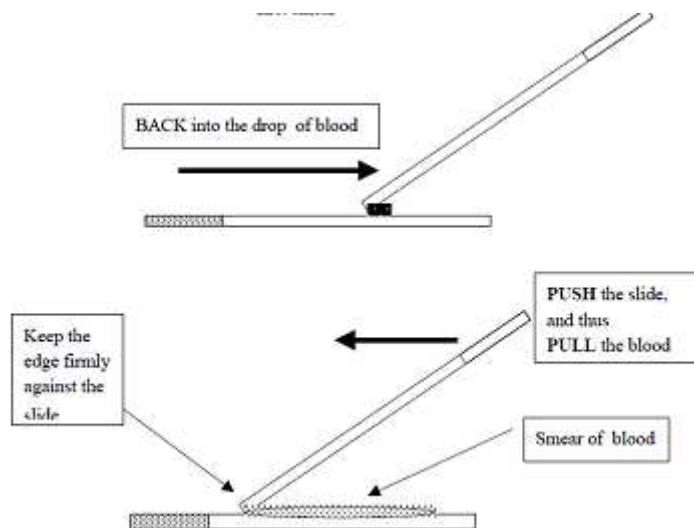 BACK into the drop of blood
PUSH the slide,
and thus
PULL the blood
Keep the
edge firmly
against the
slide
Smear of blood